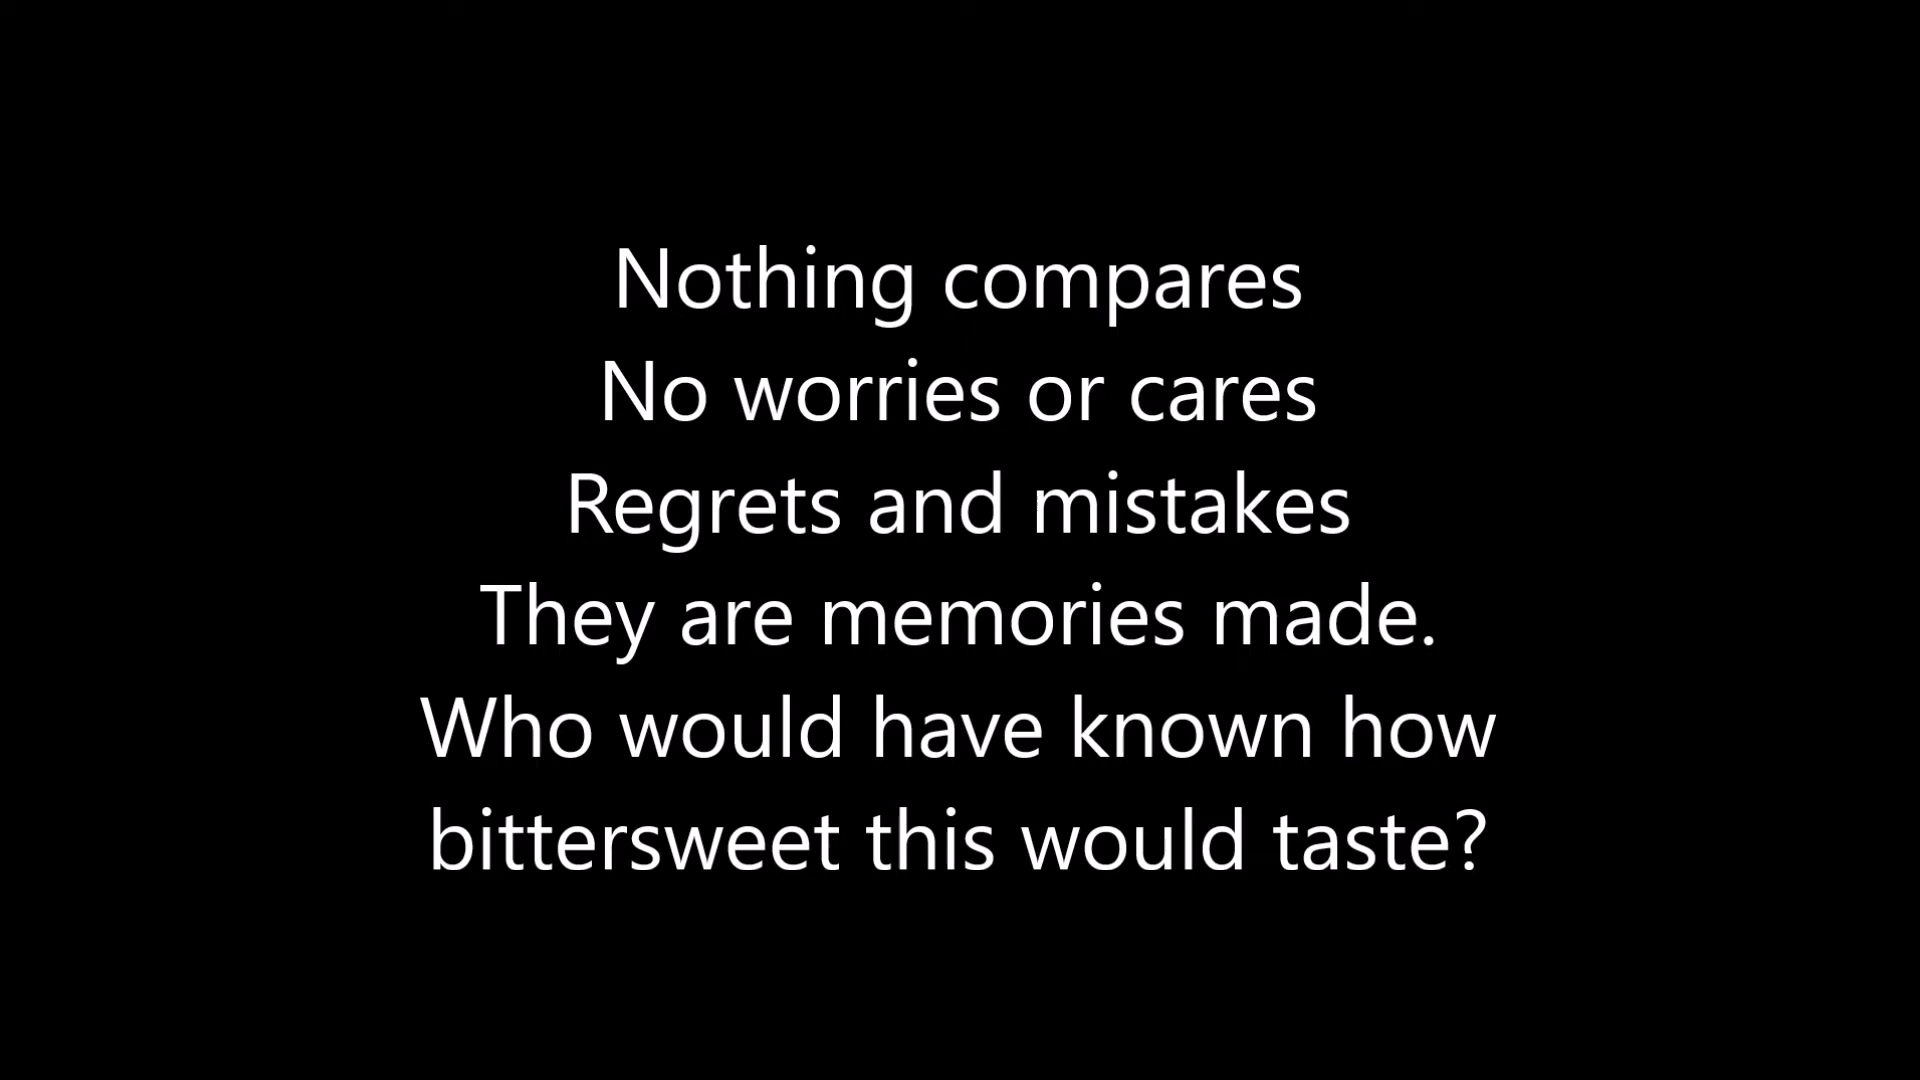 Nothing compares
No worries or cares
Regrets and mistakes
They are memories made.
Who would have known how
bittersweet this would taste?